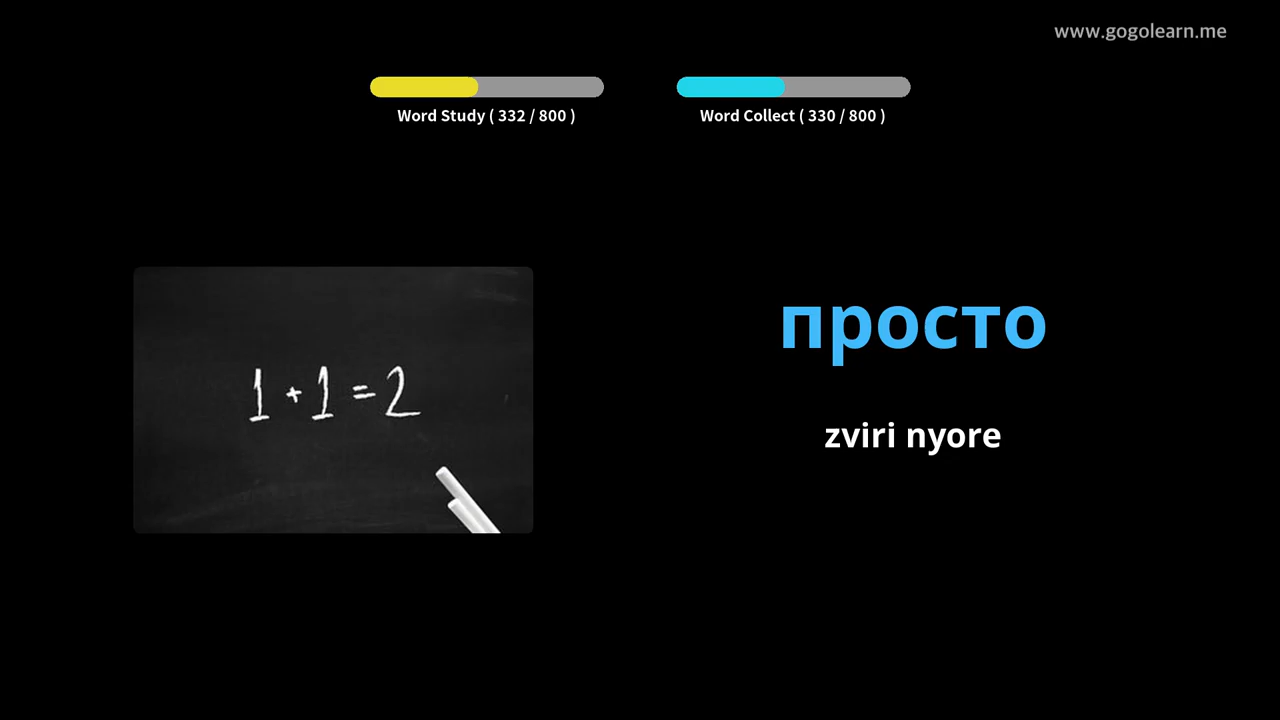 www.gogolearn.me
Word Study ( 332 / 800 )
Word Collect ( 330 / 800 )
1 + 1 = 2
просто
zviri nyore